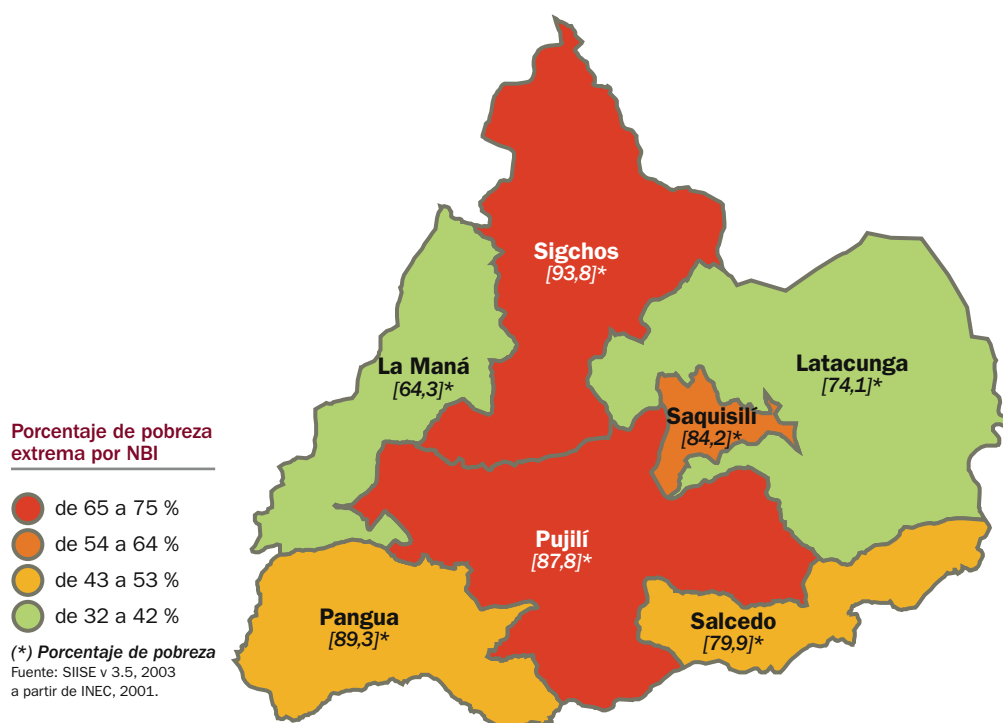 Sigchos
[93,8]*
La Maná
[64,3]*
Latacunga
[74,1]*
Saquisilí
[84,2]*
Pujilí
[87,8]*
Pangua
[89,3]*
Salcedo
[79,9]*
Porcentaje de pobreza
extrema por NBI
de 65 a 75 %
de 54 a 64 %
de 43 a 53 %
de 32 a 42 %
(*) Porcentaje de pobreza
Fuente: SIISE v 3.5, 2003
a partir de INEC, 2001.